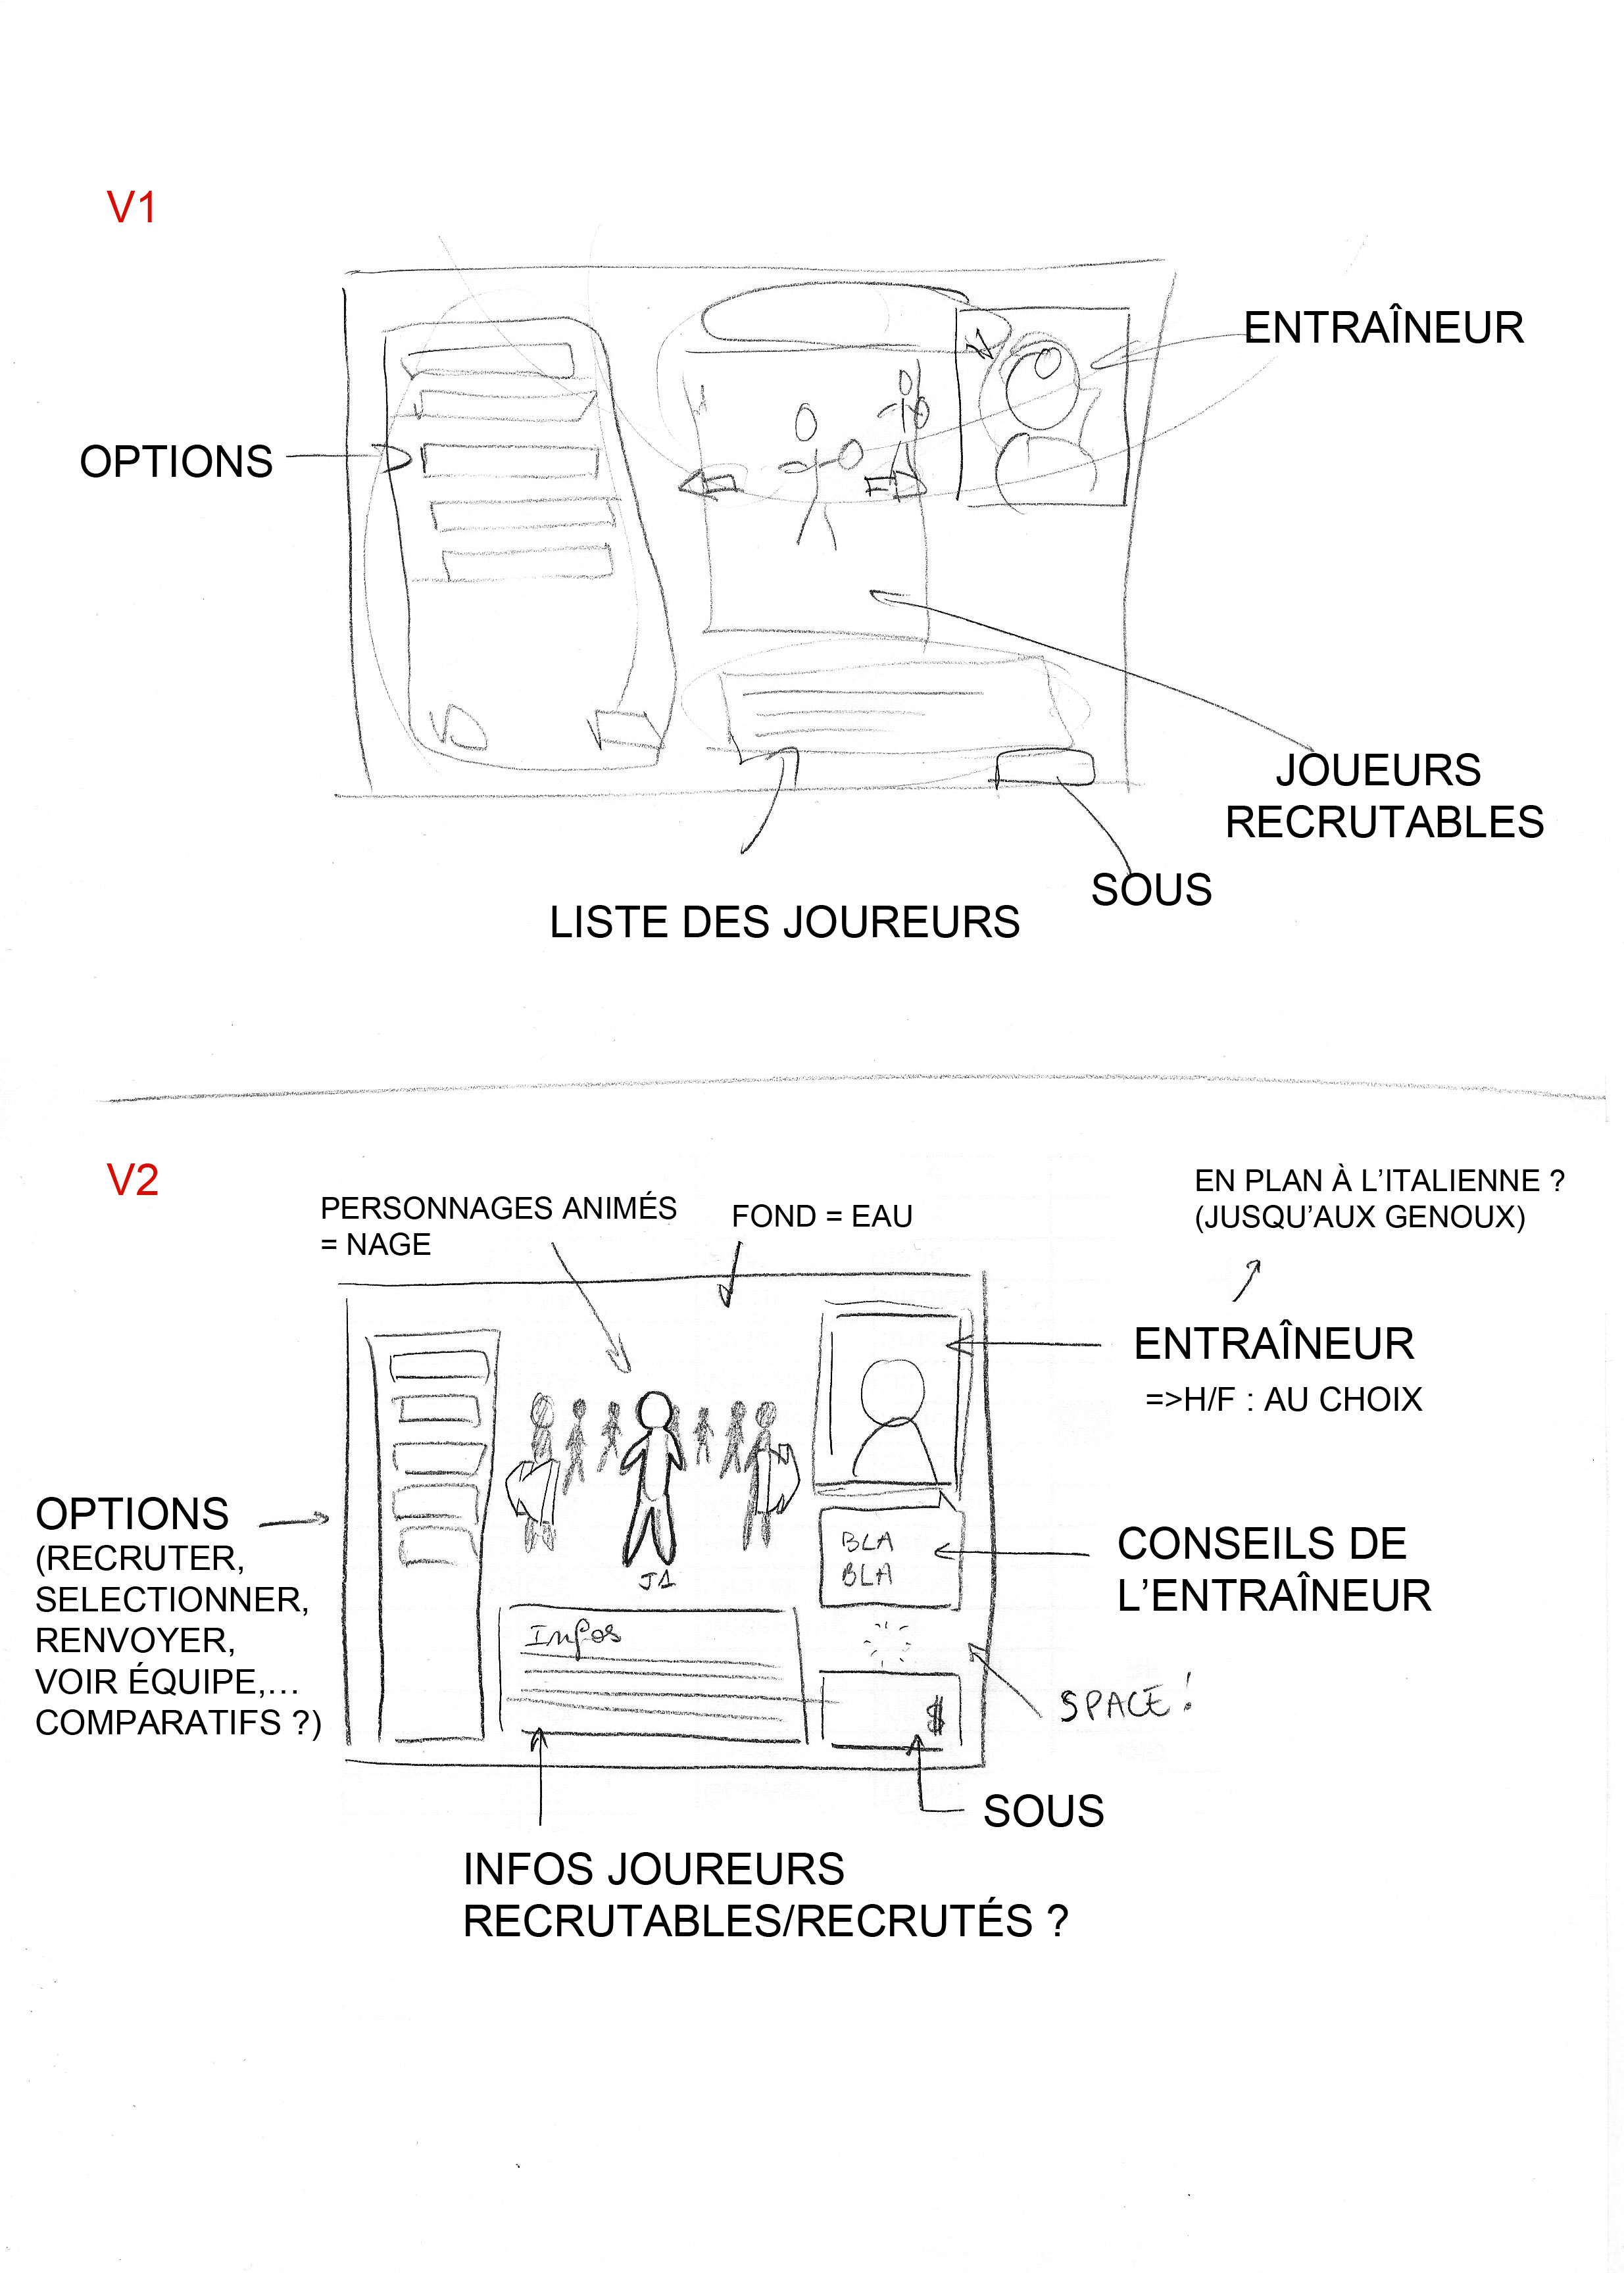 V1
ENTRAÎNEUR
OPTIONS
JOUEURS
RECRUTABLES
SOUS
LISTE DES JOUREURS
V2
PERSONNAGES ANIMÉS
= NAGE
FOND = EAU
EN PLAN À L’ITALIENNE ?
(JUSQU’AUX GENOUX)
ENTRAÎNEUR
=>H/F : AU CHOIX
OPTIONS
(RECRUTER,
SELECTIONNER,
RENVOYER,
VOIR ÉQUIPE,...
COMPARATIFS ?)
J1
BLA
BLA
CONSEILS DE
L’ENTRAÎNEUR
Infos
$
SPACE !
SOUS
INFOS JOUREURS
RECRUTABLES/RECRUTÉS ?